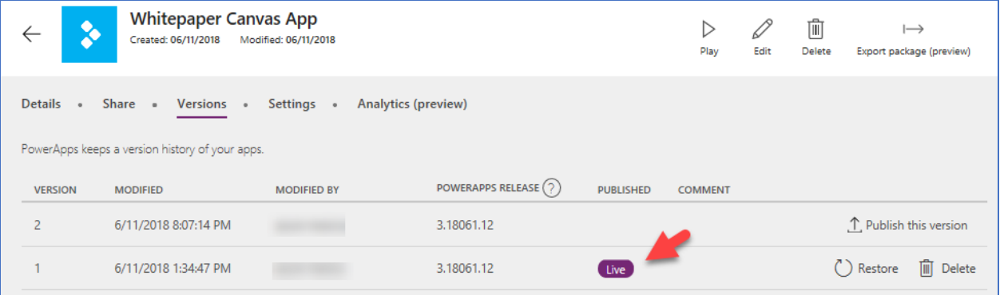 Whitepaper Canvas App
Created: 06/11/2018 Modified: 06/11/2018
Play Edit Delete Export package (preview)
Details • Share • Versions • Settings • Analytics (preview)
PowerApps keeps a version history of your apps.
VERSION MODIFIED MODIFIED BY POWERAPPS RELEASE ? PUBLISHED COMMENT
2 6/11/2018 8:07:14 PM 3.18061.12 Publish this version
1 6/11/2018 1:34:47 PM 3.18061.12 Live Restore Delete